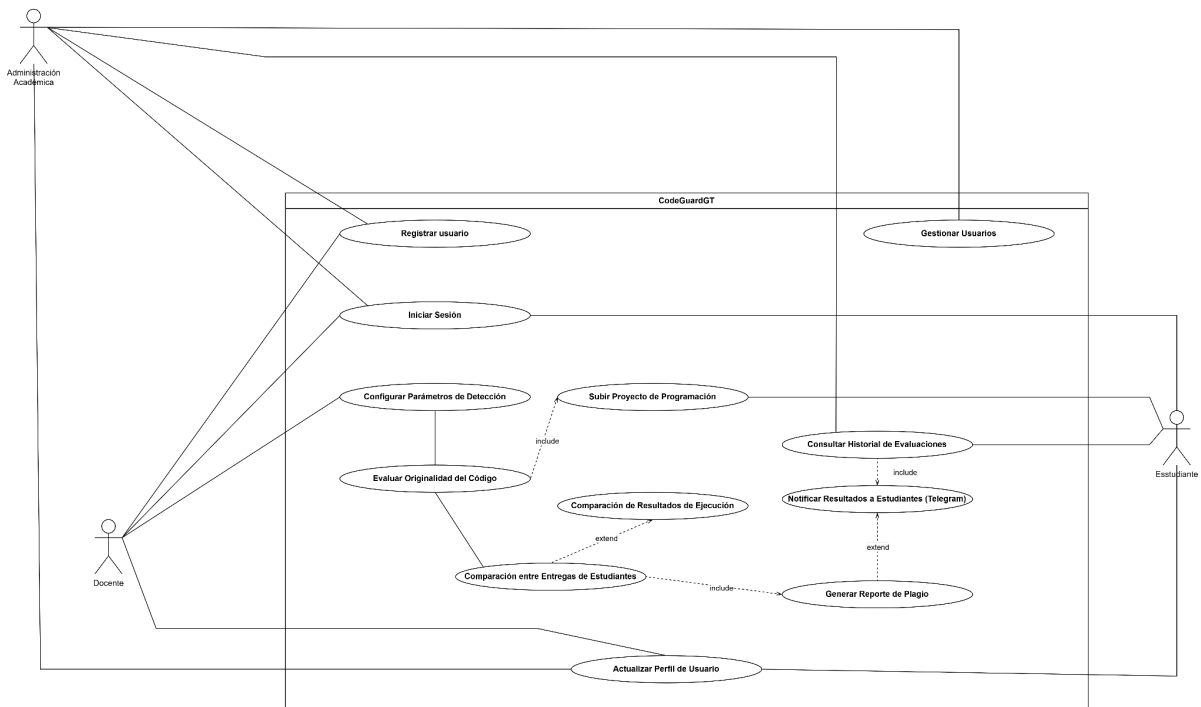 Administración
Académica
CodeGuardGT
Registrar usuario
Gestionar Usuarios
Iniciar Sesión
Configurar Parámetros de Detección
Subir Proyecto de Programación
include
Consultar Historial de Evaluaciones
Esstudiante
include
Evaluar Originalidad del Código
Notificar Resultados a Estudiantes (Telegram)
Comparación de Resultados de Ejecución
extend
extend
Docente
Comparación entre Entregas de Estudiantes
include
Generar Reporte de Plagio
Actualizar Perfil de Usuario